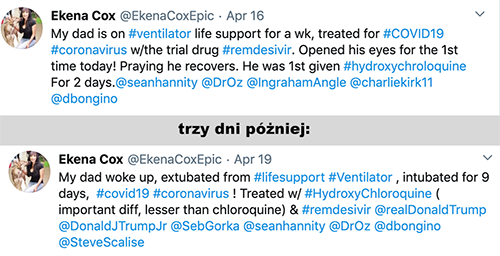 Ekena Cox @EkenaCoxEpic · Apr 16
My dad is on #ventilator life support for a wk, treated for #COVID19
#coronavirus w/the trial drug #remdesivir. Opened his eyes for the 1st
time today! Praying he recovers. He was 1st given #hydroxychroloquine
For 2 days.@seanhannity @DrOz @IngrahamAngle @charliekirk11
@dbongino
trzy dni póżniej:
Ekena Cox @EkenaCoxEpic · Apr 19
My dad woke up, extubated from #lifesupport #Ventilator , intubated for 9
days, #covid19 #coronavirus ! Treated w/ #HydroxyChloroquine (
important diff, lesser than chloroquine) & #remdesivir @realDonaldTrump
@DonaldJTrumpJr @SebGorka @seanhannity @DrOz @dbongino
@SteveScalise